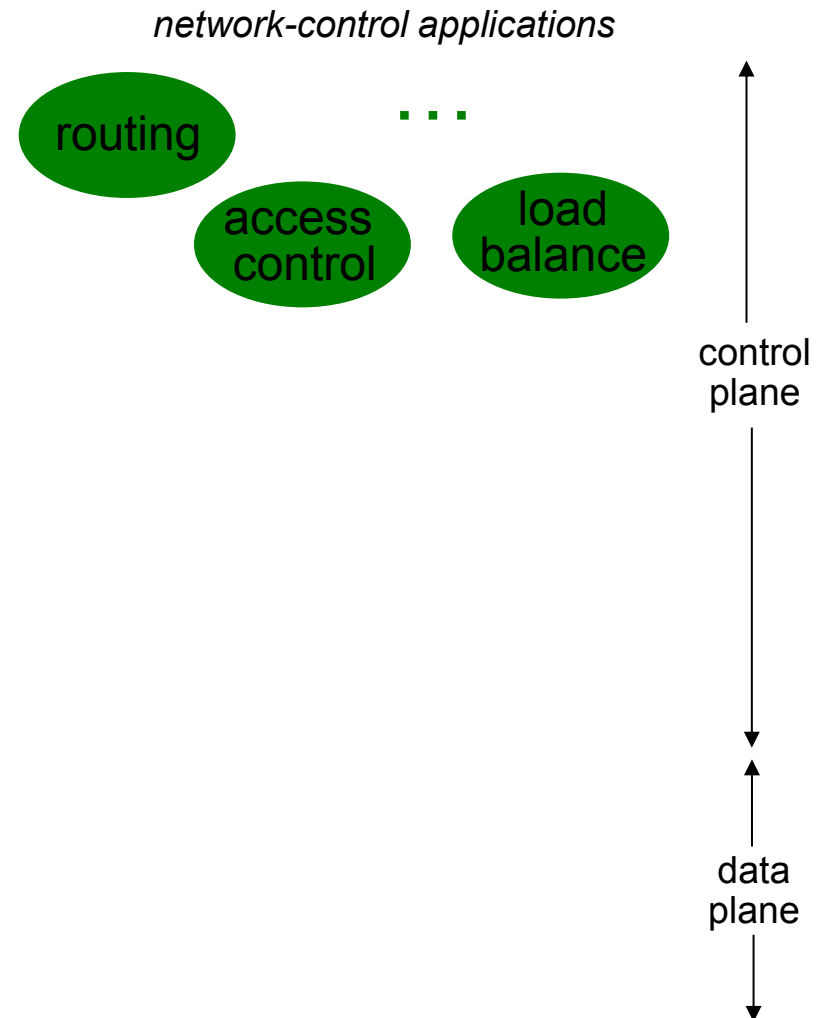 network-control applications
routing
...
access
control
load
balance
control
plane
data
plane